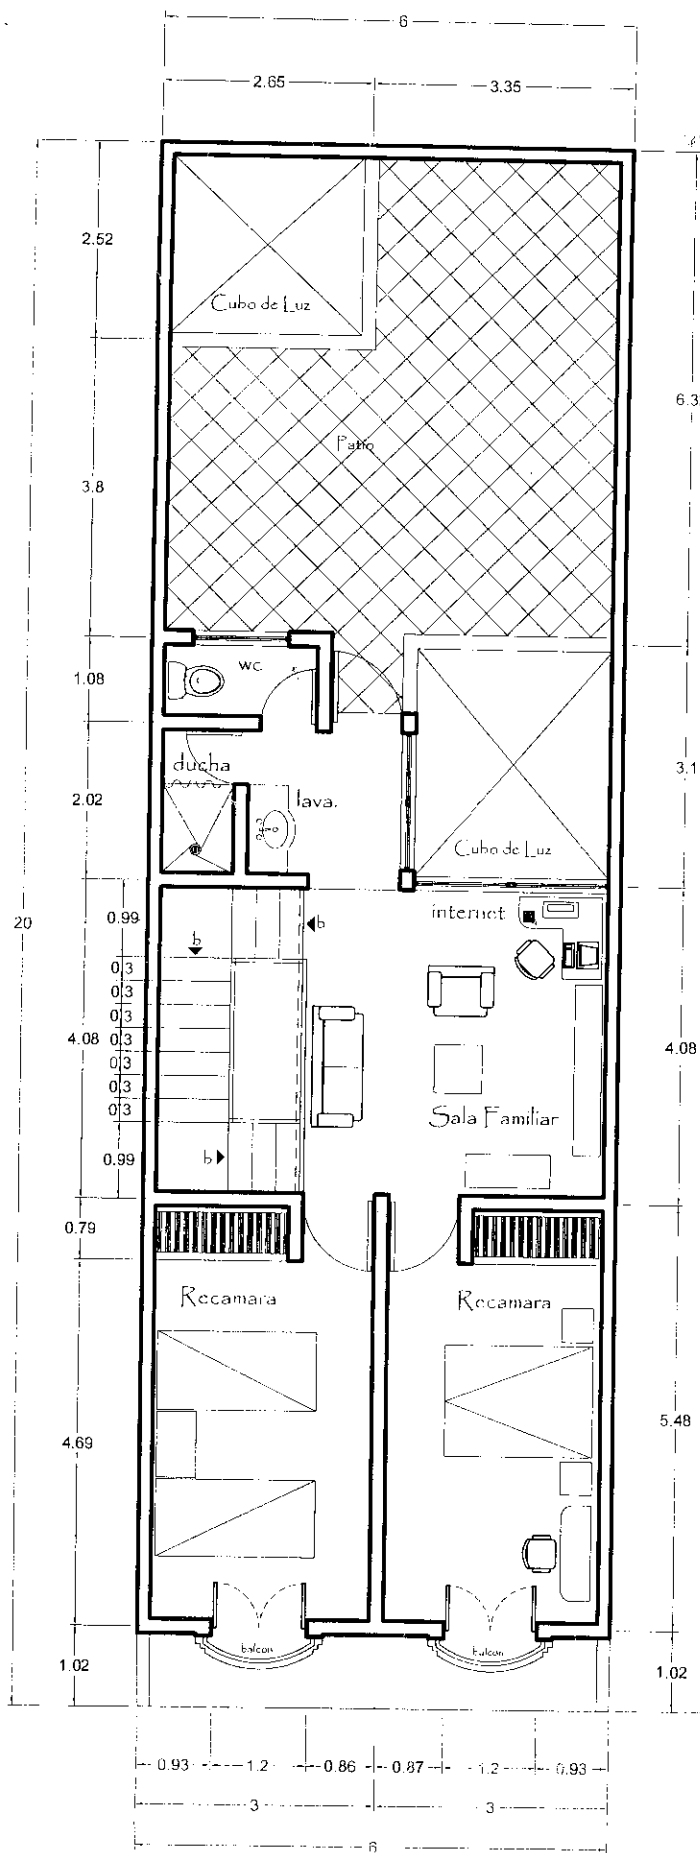 6
2.65
3.35
2.52
Cubo de Luz
6.3
Patio
3.8
wc
1.08
ducha
lava.
3.1
2.02
Cubo de Luz
20
0.99
b
internet
b
0.3
0.3
0.3
4.08
0.3
0.3
0.3
0.3
4.08
Sala Familiar
0.99
b
0.79
Recamara
Recamara
4.69
5.48
balcon
balcon
1.02
1.02
0.93
1.2
0.86
0.87
1.2
0.93
3
3
6